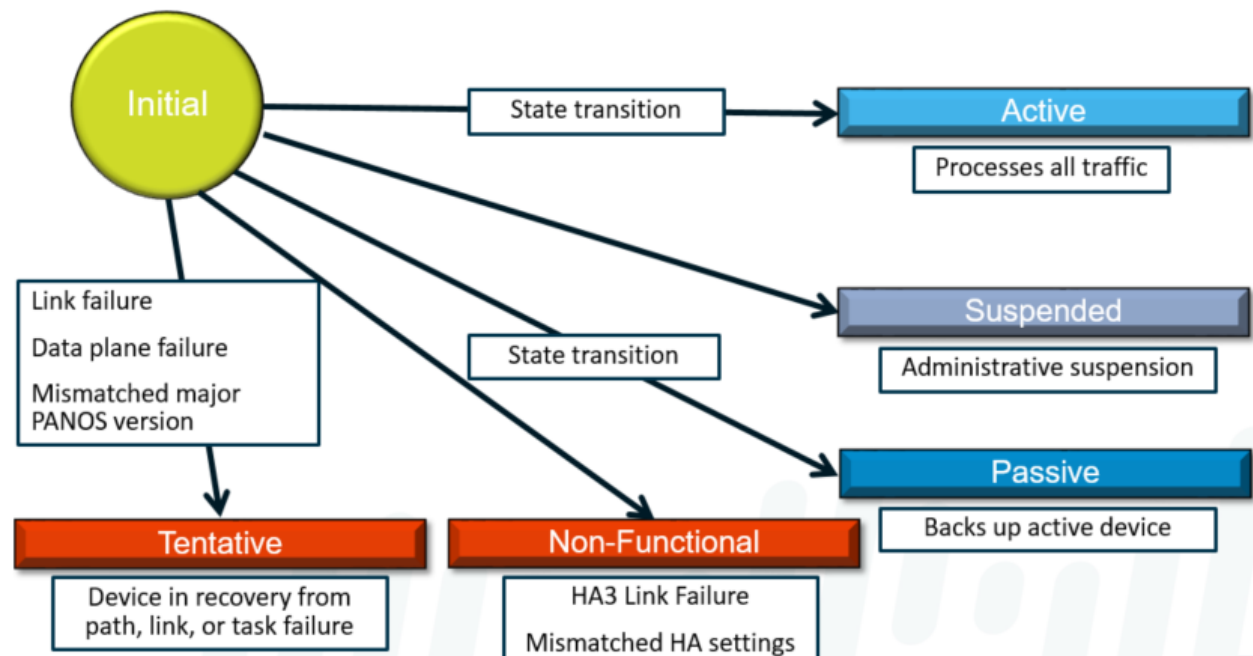 Initial
State transition
Active
Processes all traffic
Link failure
Data plane failure
Mismatched major
PANOS version
State transition
Suspended
Administrative suspension
Passive
Backs up active device
Tentative
Device in recovery from
path, link, or task failure
Non-Functional
HA3 Link Failure
Mismatched HA settings